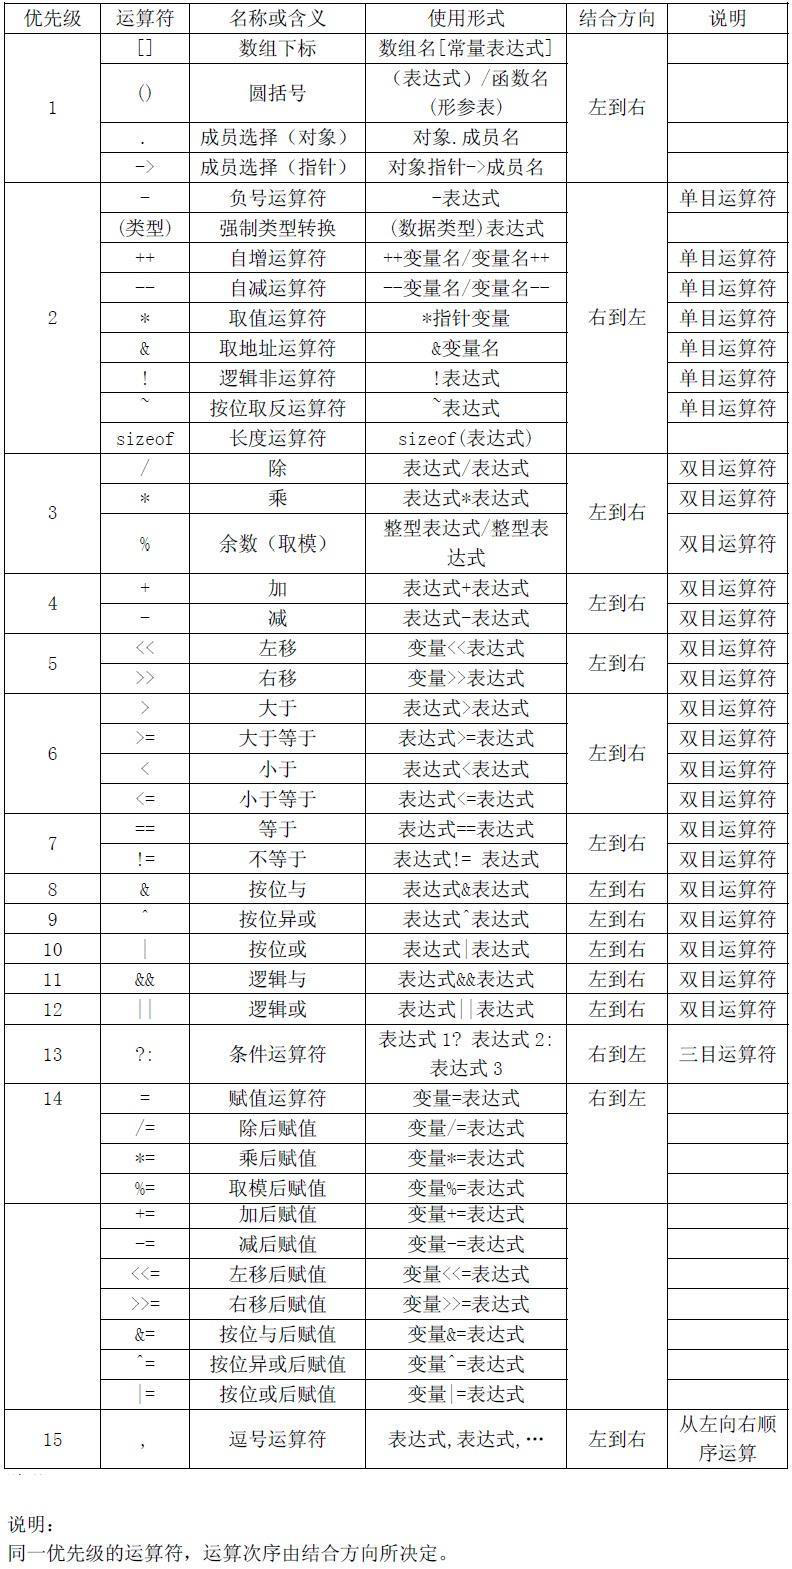 优先级 运算符 名称或含义 使用形式 结合方向 说明
1 [] 数组下标 数组名[常量表达式] 左到右
() 圆括号 （表达式）/函数名
(形参表)
. 成员选择（对象） 对象.成员名
-> 成员选择（指针） 对象指针->成员名
2 - 负号运算符 -表达式 右到左 单目运算符
(类型) 强制类型转换 (数据类型)表达式
++ 自增运算符 ++变量名/变量名++ 单目运算符
-- 自减运算符 --变量名/变量名-- 单目运算符
* 取值运算符 *指针变量 单目运算符
& 取地址运算符 &变量名 单目运算符
! 逻辑非运算符 !表达式 单目运算符
~ 按位取反运算符 ~表达式 单目运算符
sizeof 长度运算符 sizeof(表达式)
3 / 除 表达式/表达式 左到右 双目运算符
* 乘 表达式*表达式 双目运算符
% 余数（取模） 整型表达式/整型表
达式 双目运算符
4 + 加 表达式+表达式 左到右 双目运算符
- 减 表达式-表达式 双目运算符
5 << 左移 变量<<表达式 左到右 双目运算符
>> 右移 变量>>表达式 双目运算符
6 > 大于 表达式>表达式 左到右 双目运算符
>= 大于等于 表达式>=表达式 双目运算符
< 小于 表达式<表达式 双目运算符
<= 小于等于 表达式<=表达式 双目运算符
7 == 等于 表达式==表达式 左到右 双目运算符
!= 不等于 表达式!= 表达式 双目运算符
8 & 按位与 表达式&表达式 左到右 双目运算符
9 ^ 按位异或 表达式^表达式 左到右 双目运算符
10 | 按位或 表达式|表达式 左到右 双目运算符
11 && 逻辑与 表达式&&表达式 左到右 双目运算符
12 || 逻辑或 表达式||表达式 左到右 双目运算符
13 ?: 条件运算符 表达式1? 表达式2:
表达式3 右到左 三目运算符
14 = 赋值运算符 变量=表达式 右到左
/= 除后赋值 变量/=表达式
*= 乘后赋值 变量*=表达式
%= 取模后赋值 变量%=表达式
+= 加后赋值 变量+=表达式
-= 减后赋值 变量-=表达式
<<= 左移后赋值 变量<<=表达式
>>= 右移后赋值 变量>>=表达式
&= 按位与后赋值 变量&=表达式
^= 按位异或后赋值 变量^=表达式
|= 按位或后赋值 变量|=表达式
15 , 逗号运算符 表达式,表达式,… 左到右 从左向右顺
序运算
说明：
同一优先级的运算符，运算次序由结合方向所决定。